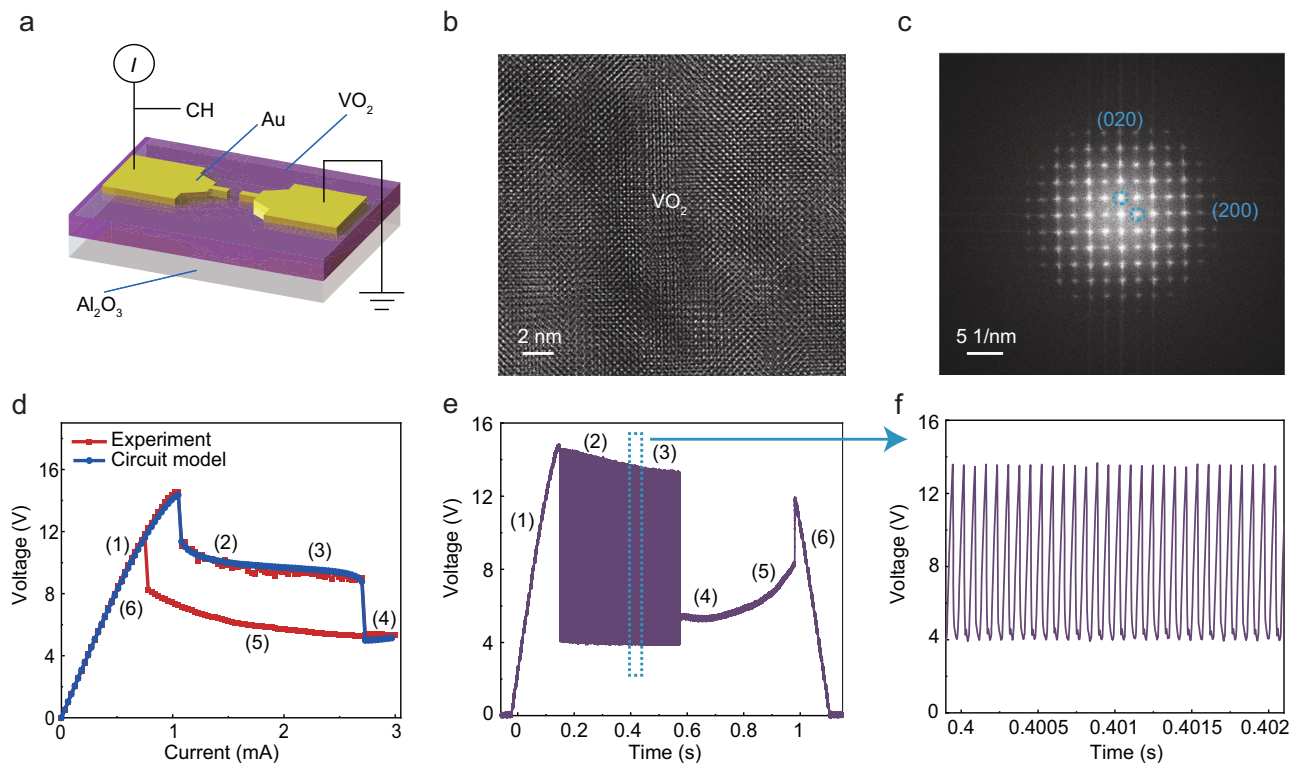 a
I
CH
Au
VO₂
Al₂O₃
b
VO₂
2 nm
c
(020)
(200)
5 1/nm
d
Experiment
Circuit model
(1)
(2)
(3)
(4)
(5)
(6)
16
12
8
4
0
Voltage (V)
0 1 2 3
Current (mA)
e
(1)
(2)
(3)
(4)
(5)
(6)
16
12
8
4
0
Voltage (V)
0 0.2 0.4 0.6 0.8 1
Time (s)
f
16
12
8
4
0
Voltage (V)
0.4 0.4005 0.401 0.4015 0.402
Time (s)